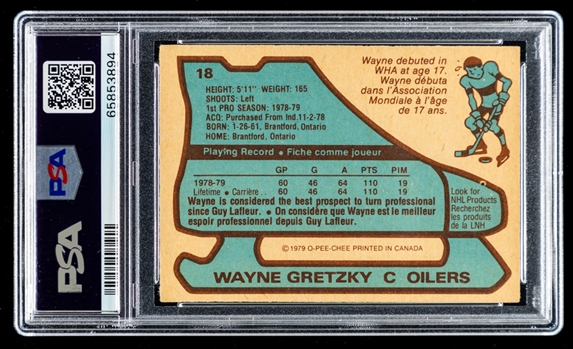 65853894
PSA
PSA
18
HEIGHT: 5'11" WEIGHT: 165
SHOOTS: Left
1st PRO SEASON: 1978-79
ACQ: Purchased From Ind.11-2-78
BORN: 1-26-61, Brantford, Ontario
HOME: Brantford, Ontario
Wayne debuted in
WHA at age 17.
Wayne débuta
dans l'Association
Mondiale à l'âge
de 17 ans.
Playing Record • Fiche comme joueur
GP G A PTS PIM
1978-79 60 46 64 110 19
Lifetime • Carrière.. 60 46 64 110 19
Wayne is considered the best prospect to turn professional
since Guy Lafleur. • On considère que Wayne est le meilleur
espoir professionnel depuis Guy Lafleur.
Look for
NHL Products
Recherchez
les produits
de la LNH
©1979 O-PEE-CHEE PRINTED IN CANADA
WAYNE GRETZKY C OILERS